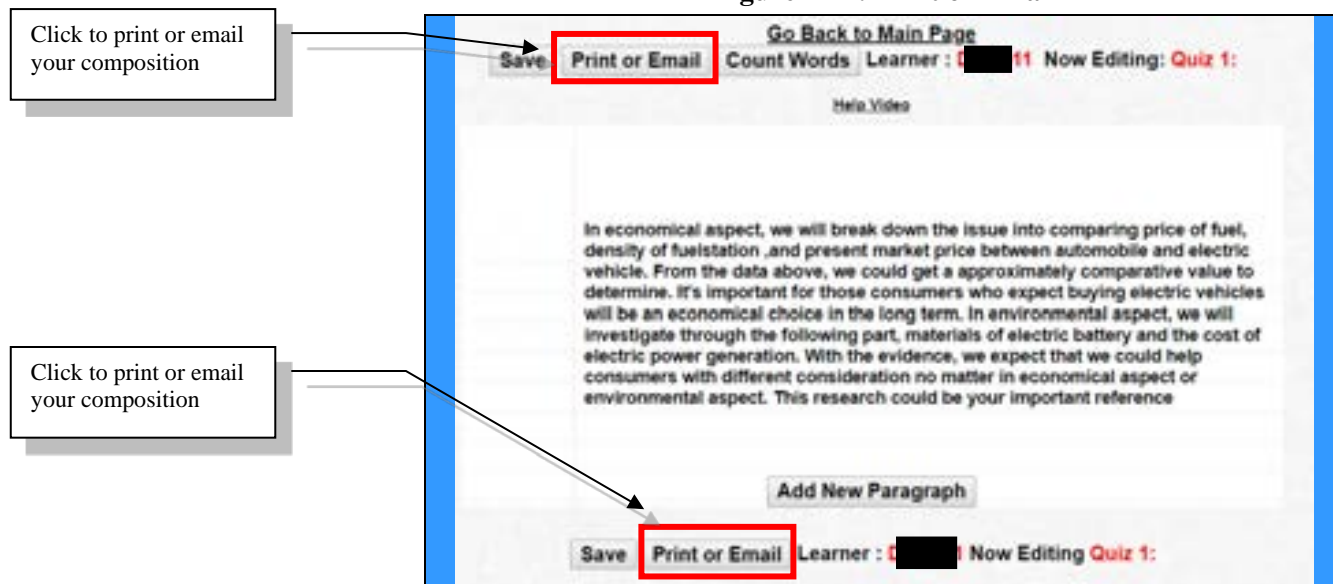 Click to print or email
your composition
Go Back to Main Page
Save Print or Email Count Words Learner : 11 Now Editing: Quiz 1:
Help Video
In economical aspect, we will break down the issue into comparing price of fuel,
density of fuelstation ,and present market price between automobile and electric
vehicle. From the data above, we could get a approximately comparative value to
determine. It's important for those consumers who expect buying electric vehicles
will be an economical choice in the long term. In environmental aspect, we will
investigate through the following part, materials of electric battery and the cost of
electric power generation. With the evidence, we expect that we could help
consumers with different consideration no matter in economical aspect or
environmental aspect. This research could be your important reference
Click to print or email
your composition
Add New Paragraph
Save Print or Email Learner : Now Editing Quiz 1: